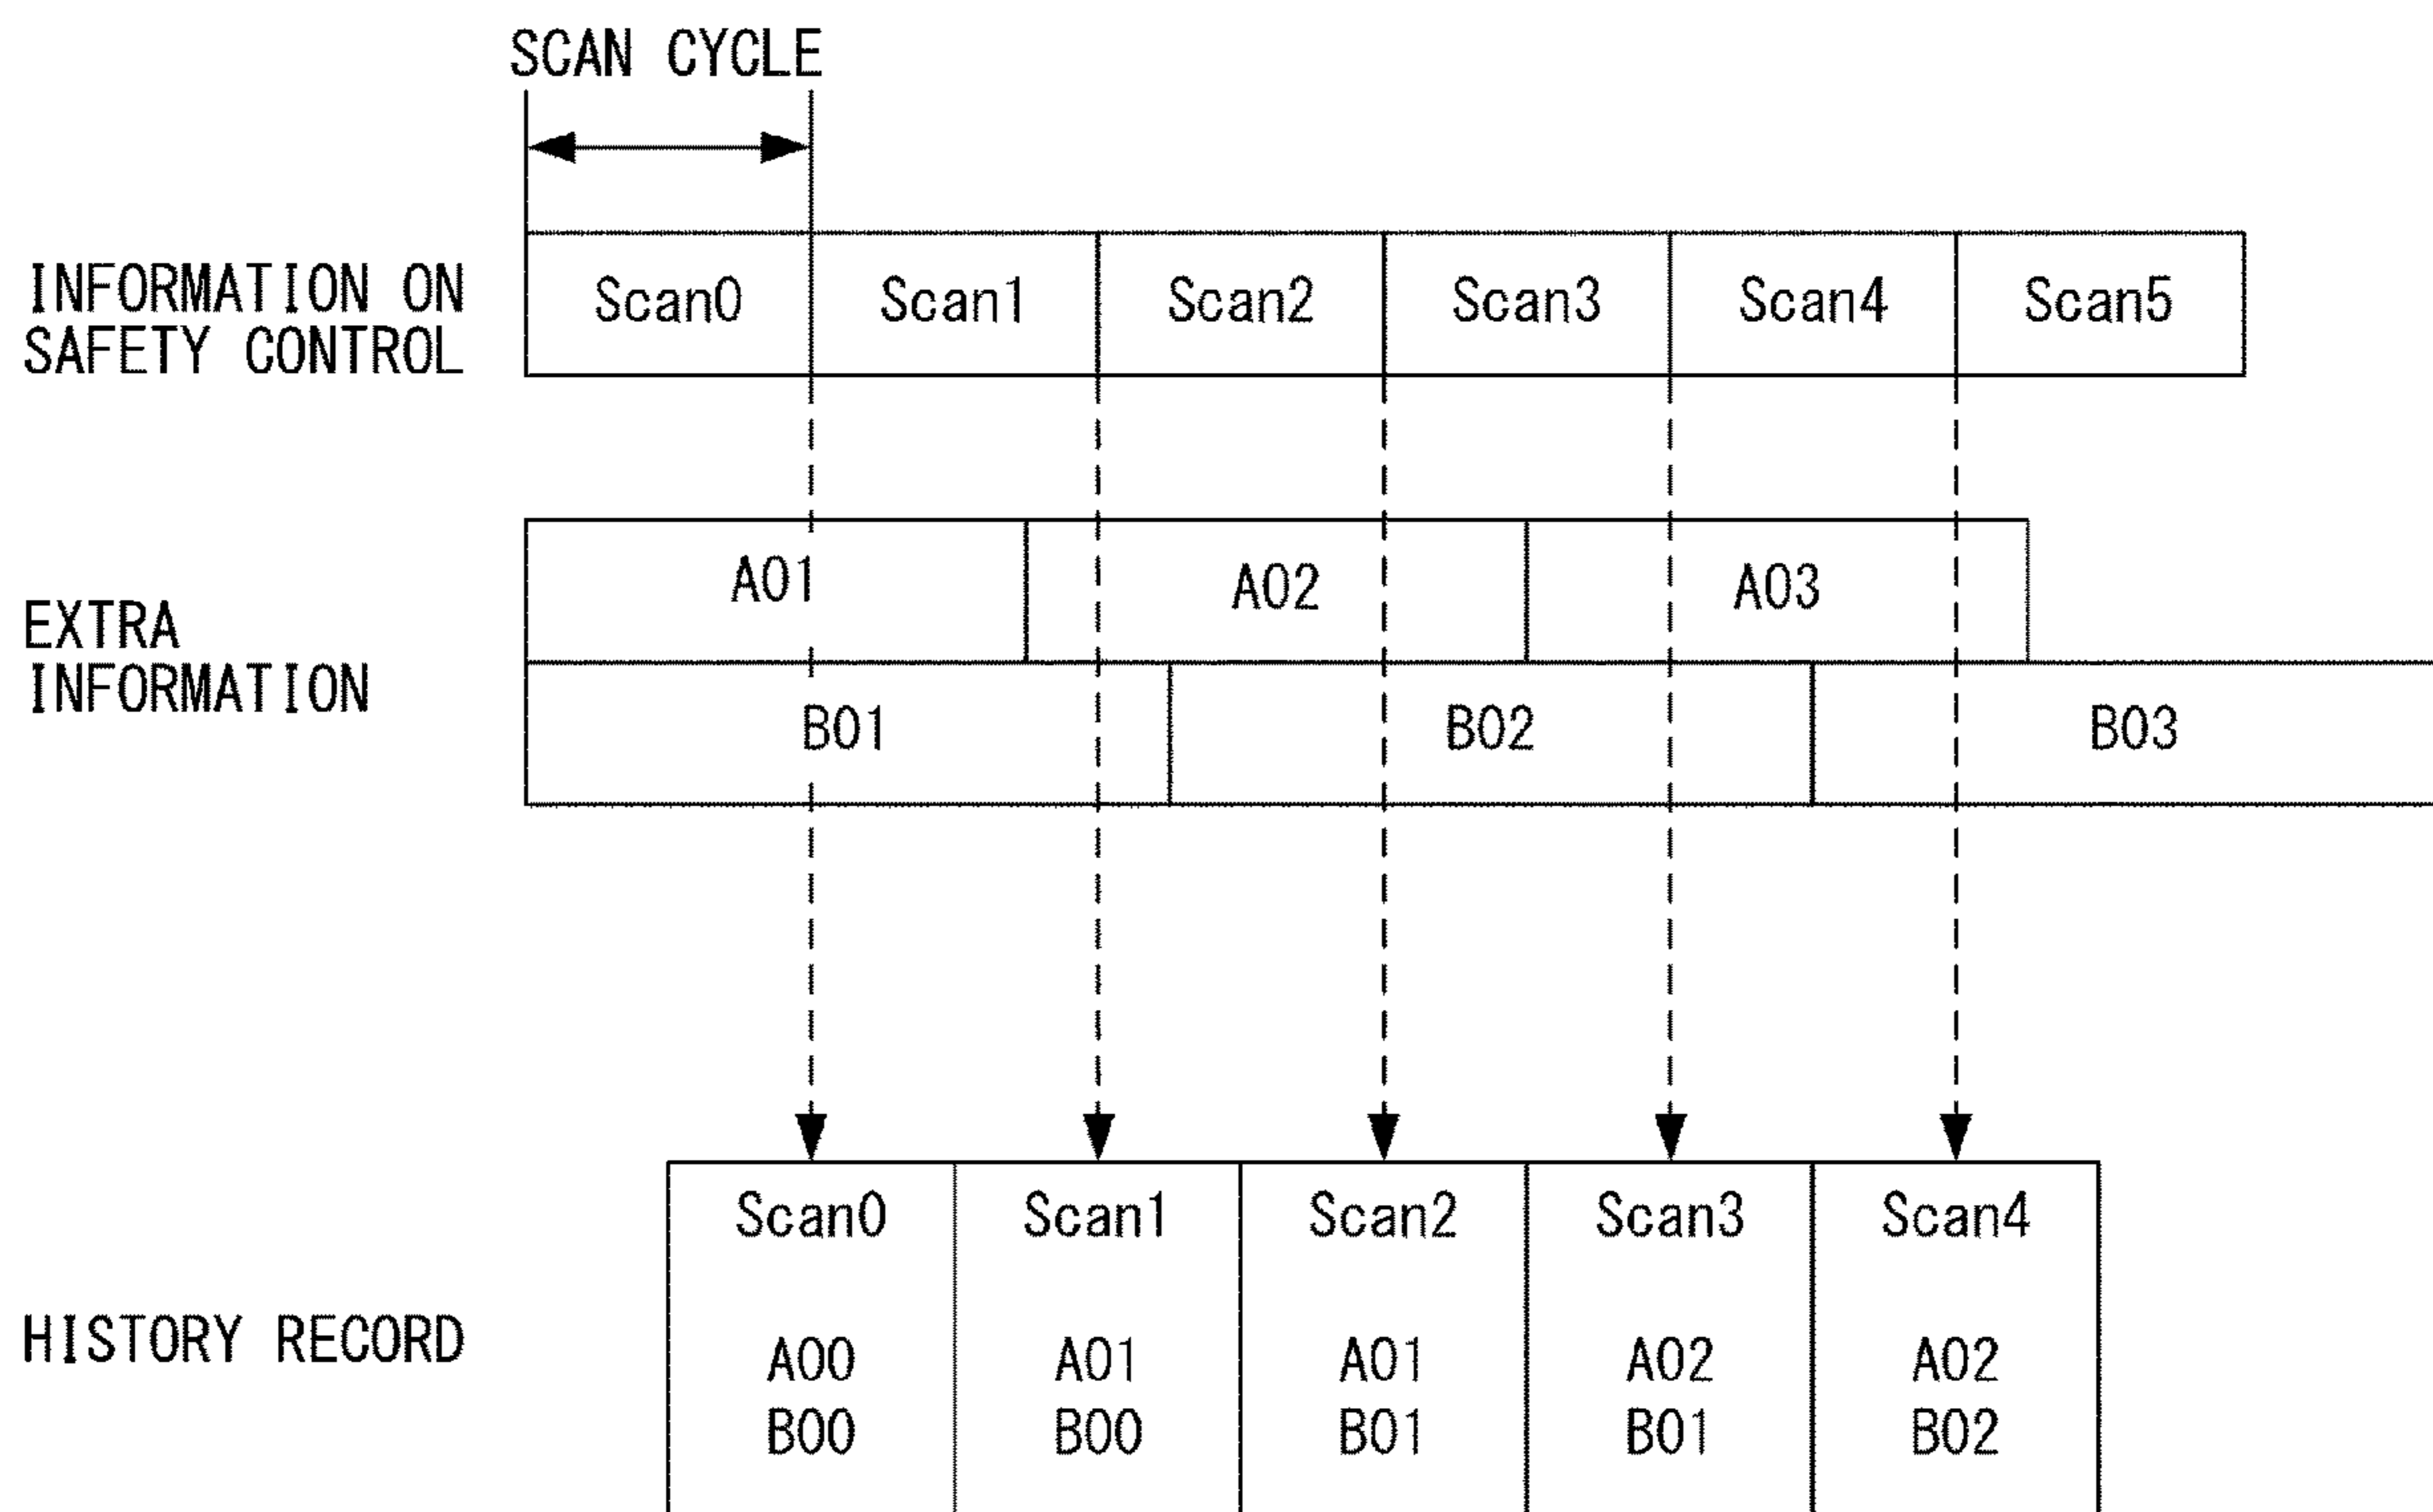 SCAN CYCLE
INFORMATION ON
SAFETY CONTROL
Scan0 Scan1 Scan2 Scan3 Scan4 Scan5
EXTRA
INFORMATION
A01 A02 A03
B01 B02 B03
HISTORY RECORD
Scan0 Scan1 Scan2 Scan3 Scan4
A00 A01 A01 A02 A02
B00 B00 B01 B01 B02